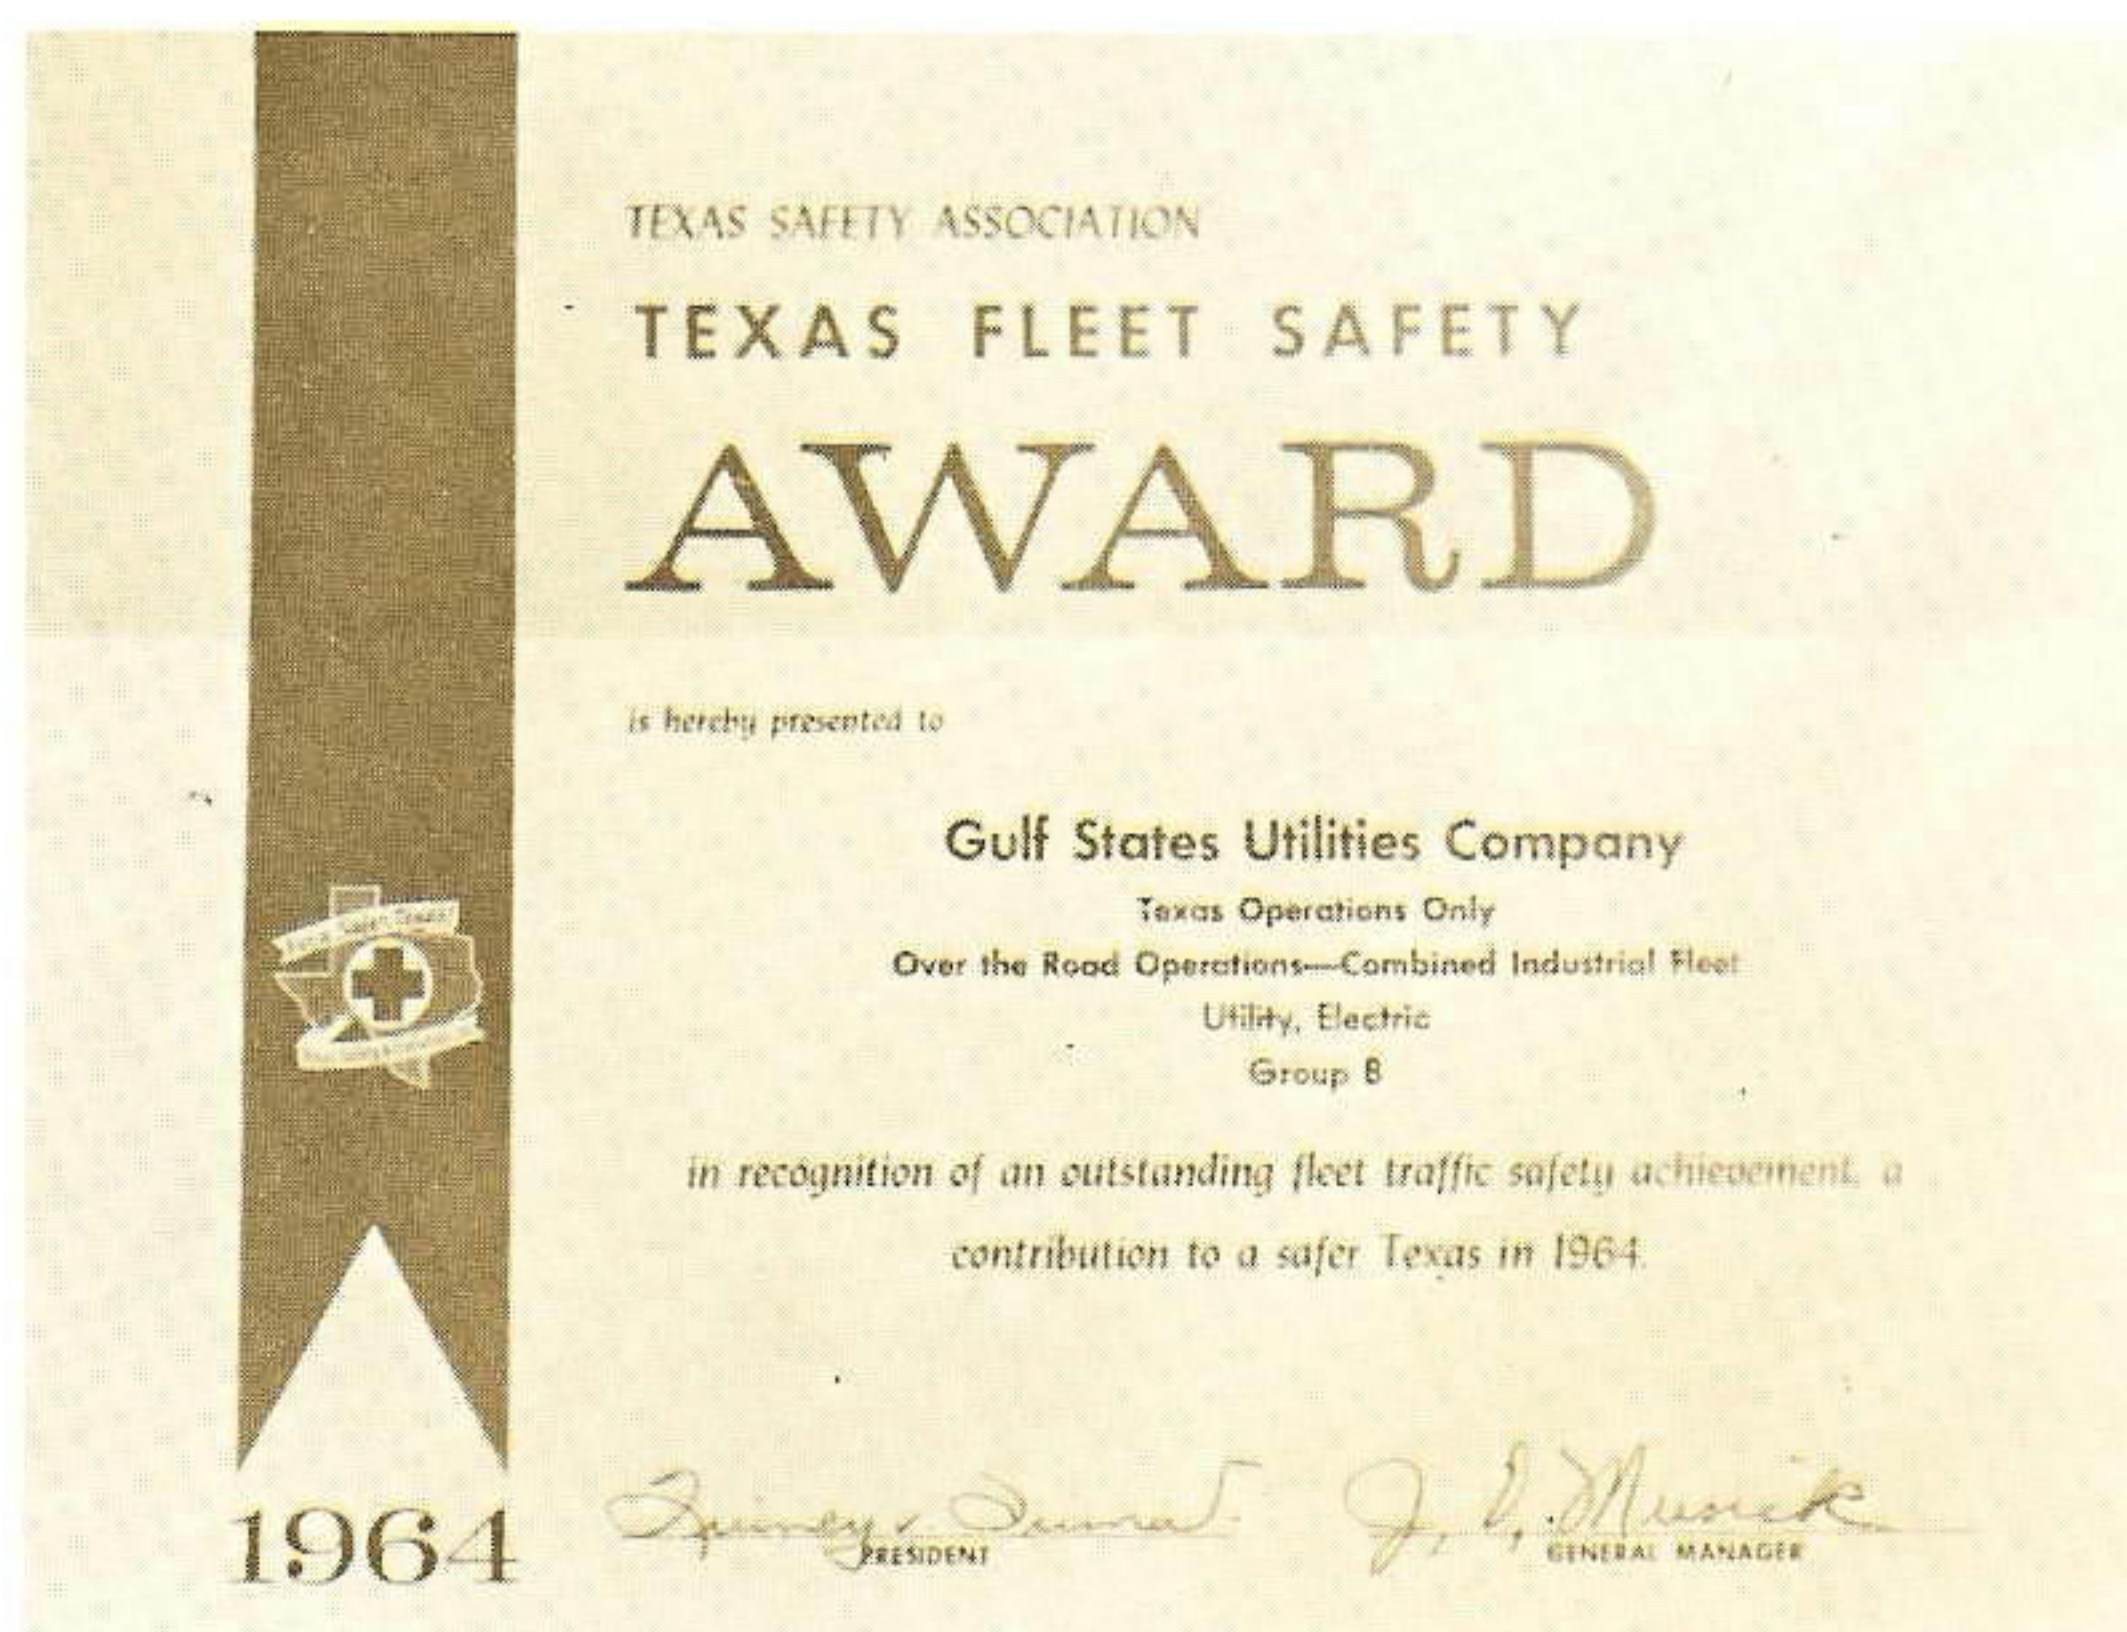 TEXAS SAFETY ASSOCIATION
TEXAS FLEET SAFETY
AWARD
is hereby presented to
Gulf States Utilities Company
Texas Operations Only
Over the Road Operations—Combined Industrial Fleet
Utility, Electric
Group B
in recognition of an outstanding fleet traffic safety achievement, a
contribution to a safer Texas in 1964.
1964
J. O. Musick
PRESIDENT
GENERAL MANAGER